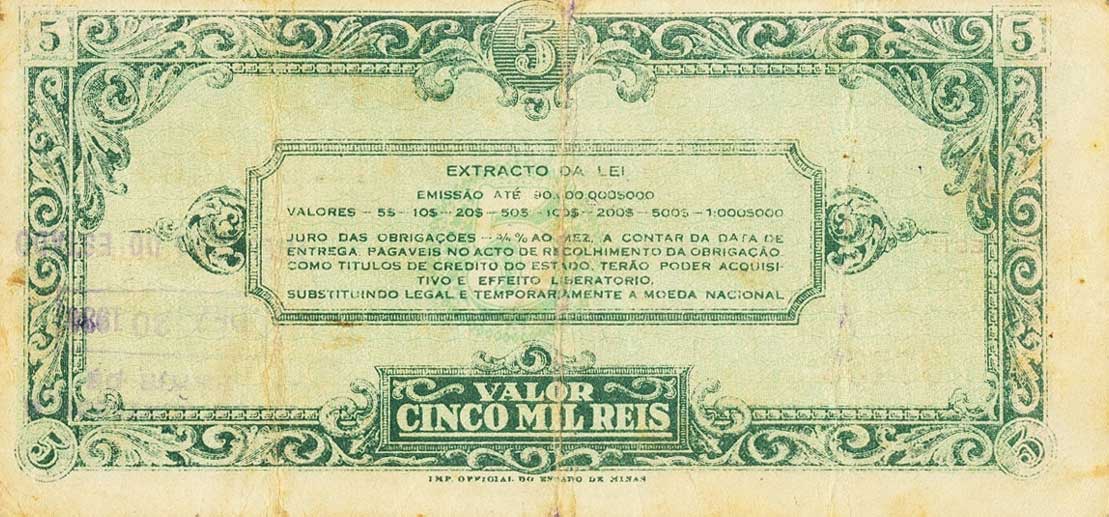 5 5 5
EXTRACTO DA LEI
EMISSÃO ATÉ
VALORES – 5$ – 10$ – 20$ – 50$ – 100$ – 200$ – 500$ – 1:000$000
JURO DAS OBRIGAÇÕES – ¾% AO MEZ, A CONTAR DA DATA DE
ENTREGA, PAGAVEIS NO ACTO DE RECOLHIMENTO DA OBRIGAÇÃO.
COMO TITULOS DE CREDITO DO ESTADO, TERÃO PODER ACQUISI-
TIVO E EFFEITO LIBERATORIO,
SUBSTITUINDO LEGAL E TEMPORARIAMENTE A MOEDA NACIONAL
VALOR
CINCO MIL REIS
5 5
IMP. OFFICIAL DO ESTADO DE MINAS